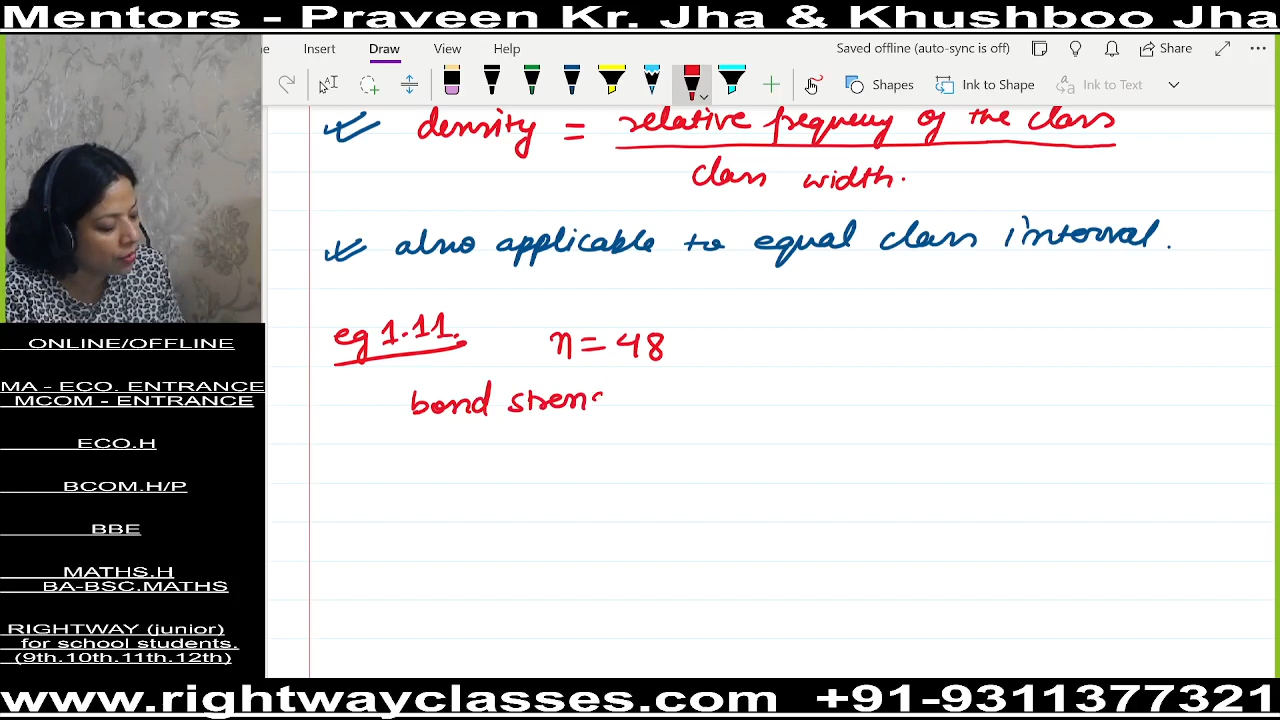 Mentors - Praveen Kr. Jha & Khushboo Jha
Insert Draw View Help Saved offline (auto-sync is off) Share
Shapes Ink to Shape Ink to Text
density = relative freqency of the class
class width.
also applicable to equal class interval.
eg 1.11. n = 48
bond stren
ONLINE/OFFLINE
MA - ECO. ENTRANCE
MCOM - ENTRANCE
ECO.H
BCOM.H/P
BBE
MATHS.H
BA-BSC.MATHS
RIGHTWAY (junior)
for school students.
(9th.10th.11th.12th)
www.rightwayclasses.com +91-9311377321